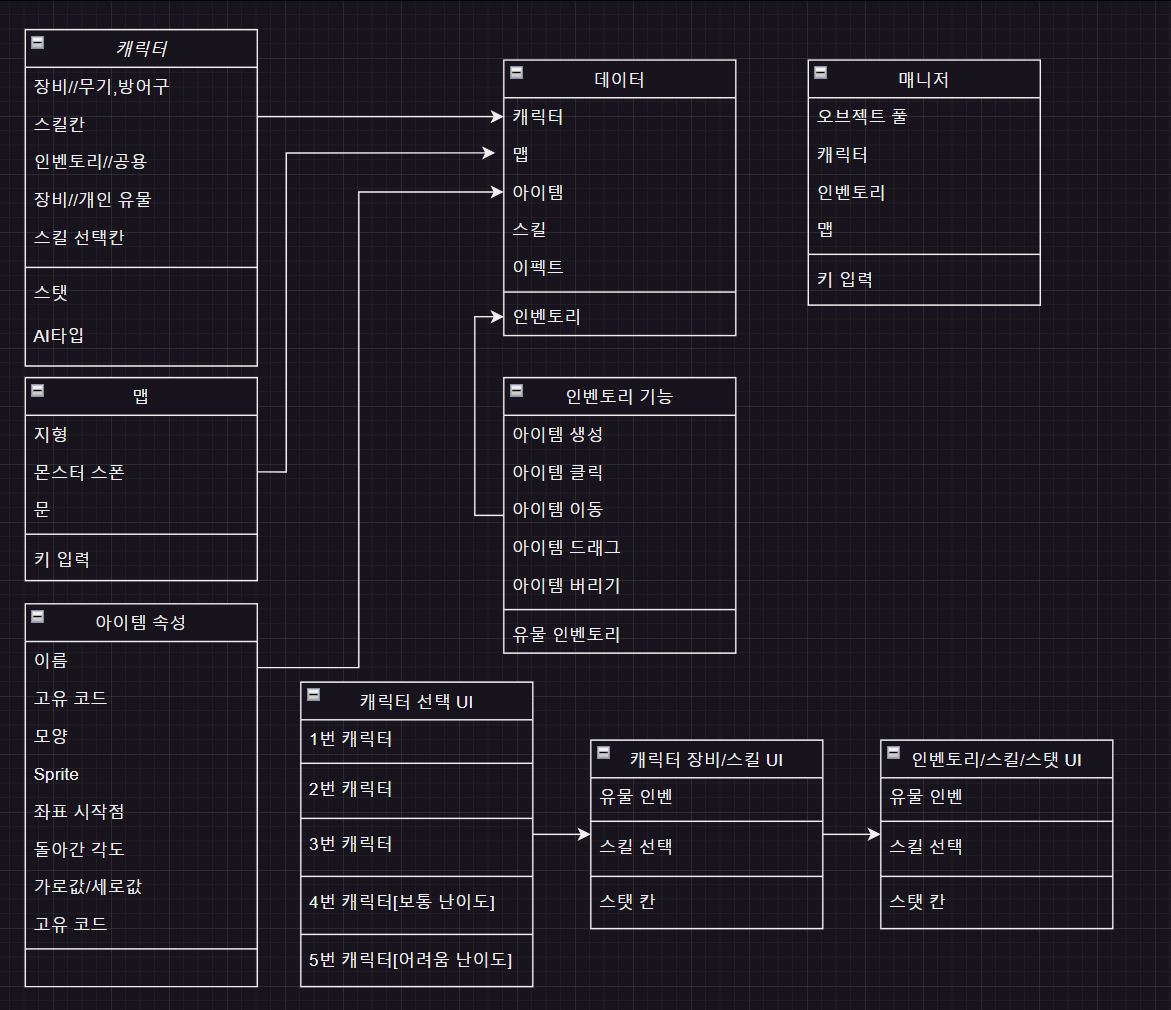 캐릭터
장비//무기,방어구
스킬칸
인벤토리//공용
장비//개인 유물
스킬 선택칸
스탯
AI타입
맵
지형
몬스터 스폰
문
키 입력
아이템 속성
이름
고유 코드
모양
Sprite
좌표 시작점
돌아간 각도
가로값/세로값
고유 코드
데이터
캐릭터
맵
아이템
스킬
이펙트
인벤토리
인벤토리 기능
아이템 생성
아이템 클릭
아이템 이동
아이템 드래그
아이템 버리기
유물 인벤토리
매니저
오브젝트 풀
캐릭터
인벤토리
맵
키 입력
캐릭터 선택 UI
1번 캐릭터
2번 캐릭터
3번 캐릭터
4번 캐릭터[보통 난이도]
5번 캐릭터[어려움 난이도]
캐릭터 장비/스킬 UI
유물 인벤
스킬 선택
스탯 칸
인벤토리/스킬/스탯 UI
유물 인벤
스킬 선택
스탯 칸